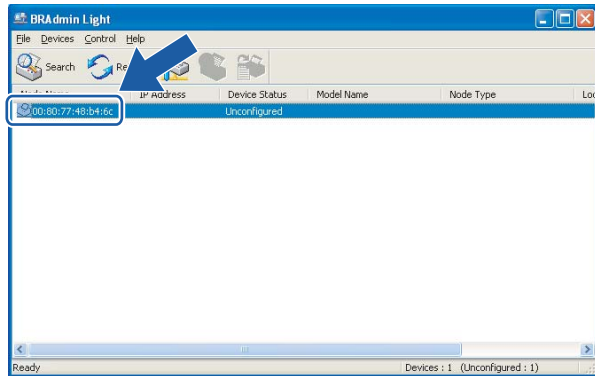 BRAdmin Light
File Devices Control Help
Search
IP Address Device Status Model Name Node Type
00:80:77:48:b4:6c Unconfigured
Ready Devices : 1 (Unconfigured : 1)